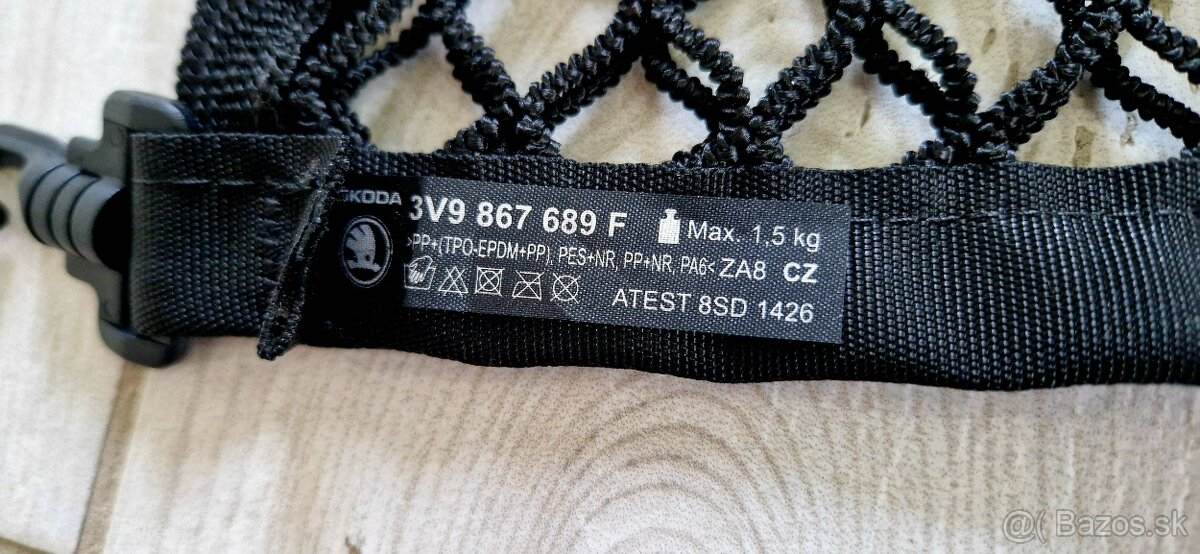 ŠKODA
3V9 867 689 F Max. 1,5 kg
>PP+(TPO-EPDM+PP), PES+NR, PP+NR, PA6< ZA8 CZ
ATEST 8SD 1426
@( Bazos.sk